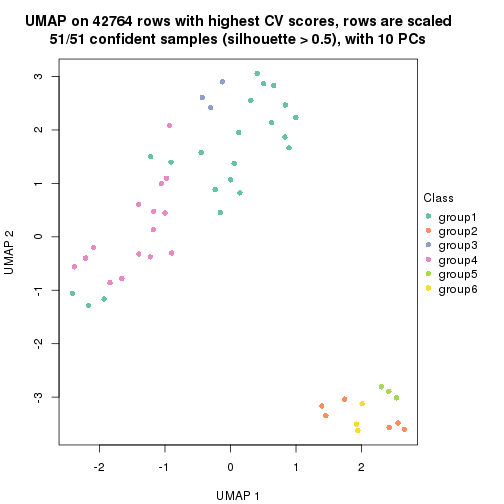 UMAP on 42764 rows with highest CV scores, rows are scaled
51/51 confident samples (silhouette > 0.5), with 10 PCs
3
2
1
0
-1
-2
-3
UMAP 2
-2
-1
0
1
2
UMAP 1
Class
group1
group2
group3
group4
group5
group6